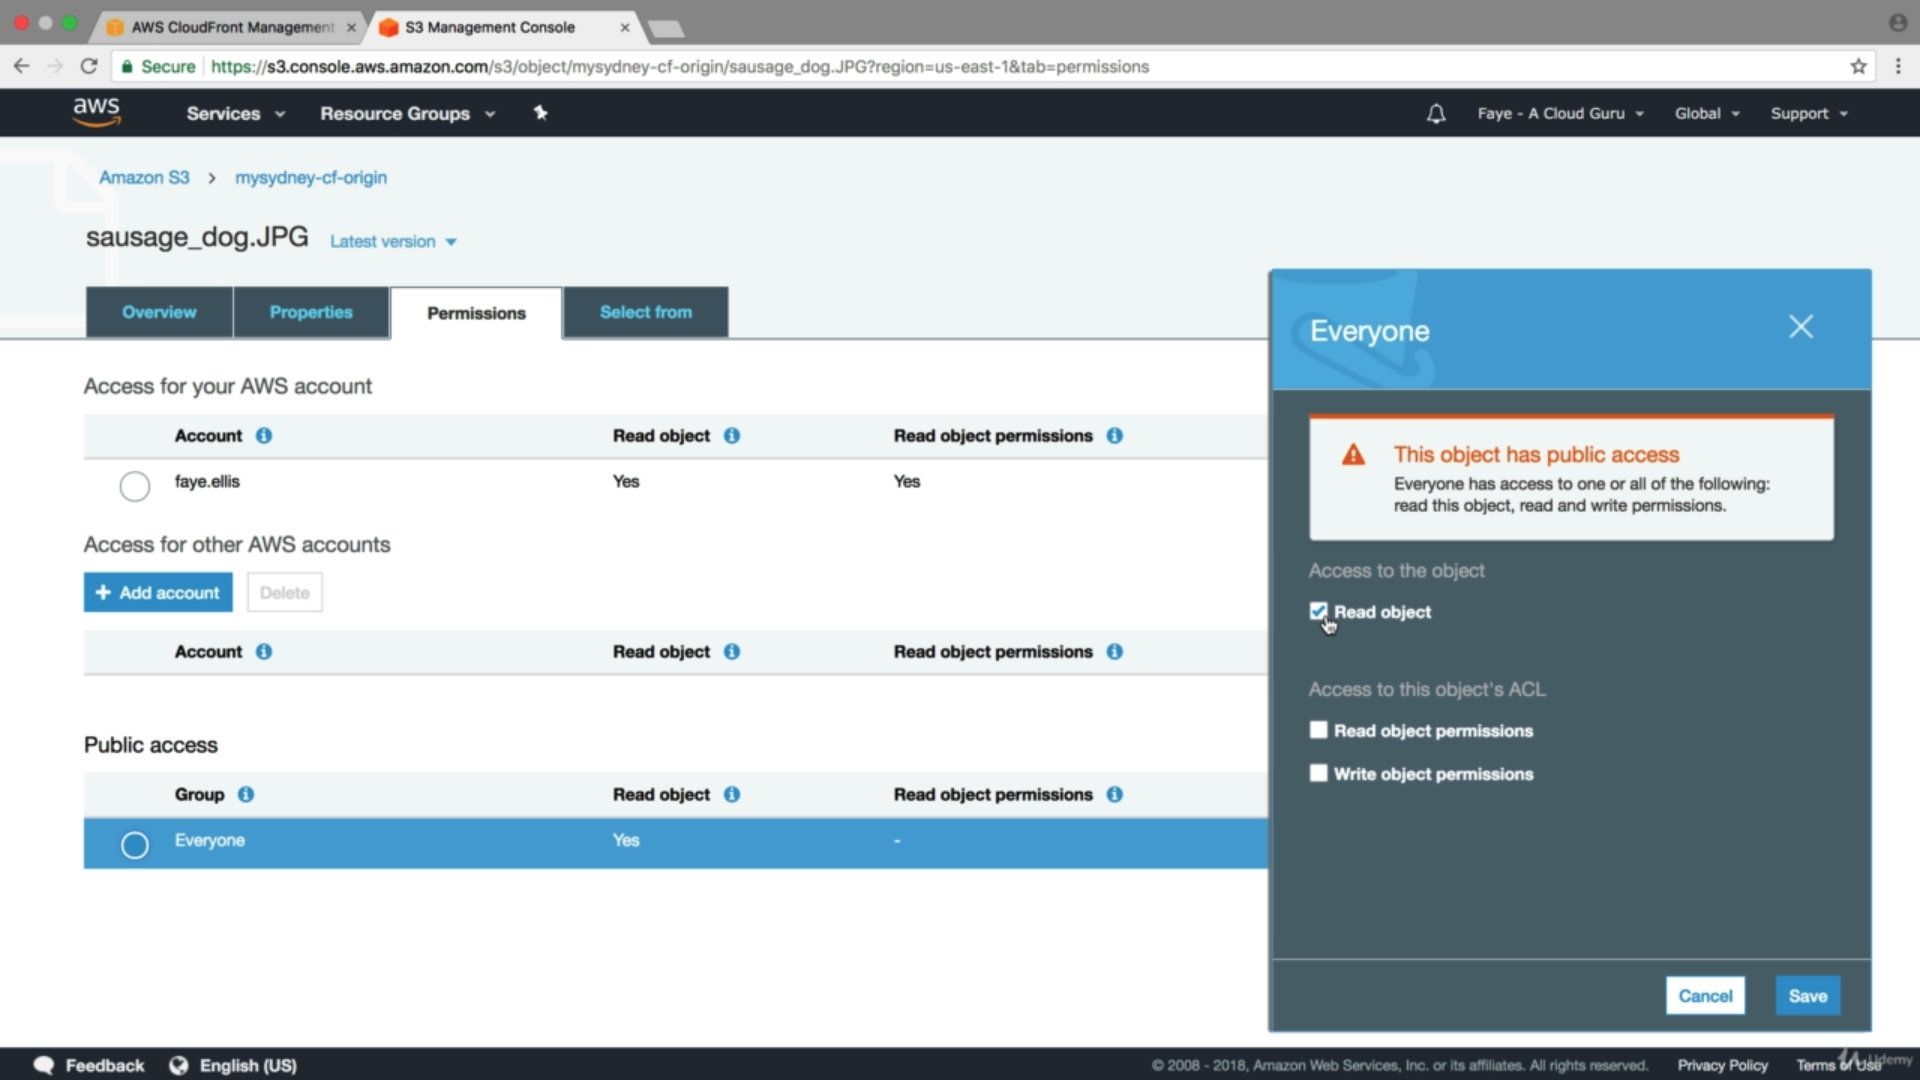 AWS CloudFront Management
S3 Management Console
Secure
https://s3.console.aws.amazon.com/s3/object/mysydney-cf-origin/sausage_dog.JPG?region=us-east-1&tab=permissions
aws
Services
Resource Groups
Faye - A Cloud Guru
Global
Support
Amazon S3 > mysydney-cf-origin
sausage_dog.JPG
Latest version
Overview
Properties
Permissions
Select from
Access for your AWS account
Account
Read object
Read object permissions
faye.ellis
Yes
Yes
Access for other AWS accounts
+ Add account
Delete
Account
Read object
Read object permissions
Public access
Group
Read object
Read object permissions
Everyone
Yes
-
Everyone
This object has public access
Everyone has access to one or all of the following:
read this object, read and write permissions.
Access to the object
Read object
Access to this object's ACL
Read object permissions
Write object permissions
Cancel
Save
Feedback
English (US)
© 2008 - 2018, Amazon Web Services, Inc. or its affiliates. All rights reserved.
Privacy Policy
Terms of Use
Udemy